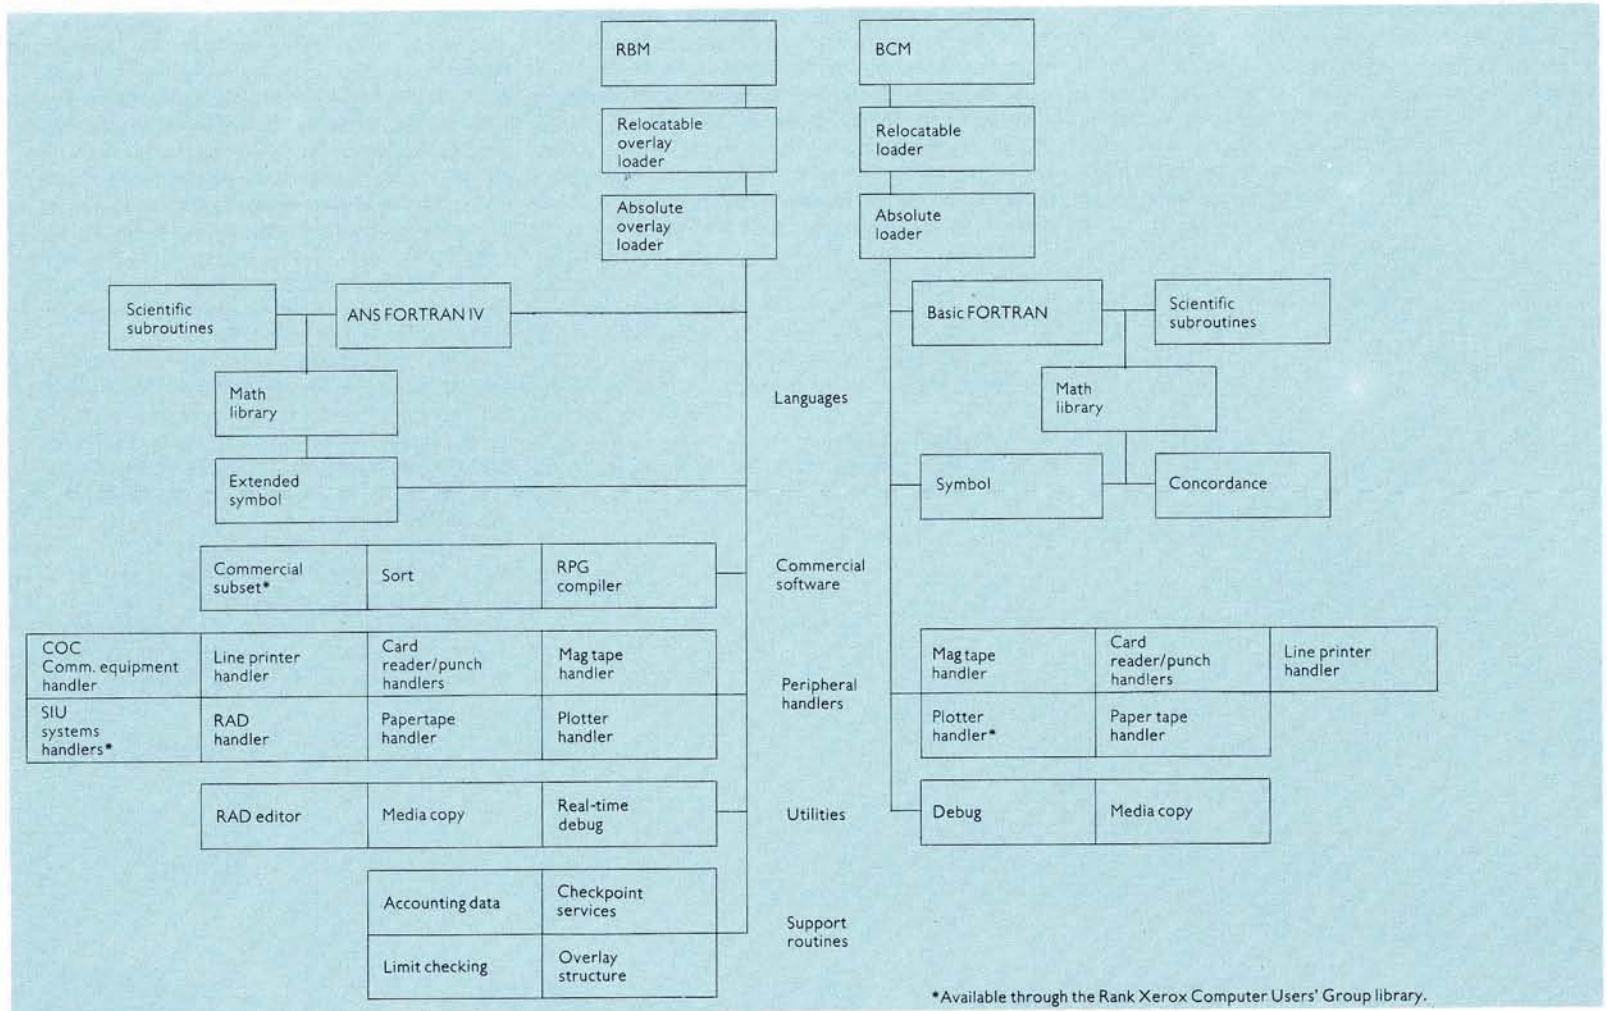 RBM
BCM
Relocatable
overlay
loader
Relocatable
loader
Absolute
overlay
loader
Absolute
loader
Scientific
subroutines
ANS FORTRAN IV
Basic FORTRAN
Scientific
subroutines
Math
library
Languages
Math
library
Extended
symbol
Symbol
Concordance
Commercial
subset*
Sort
RPG
compiler
Commercial
software
COC
Comm. equipment
handler
Line printer
handler
Card
reader/punch
handlers
Mag tape
handler
Peripheral
handlers
Mag tape
handler
Card
reader/punch
handlers
Line printer
handler
SIU
systems
handlers*
RAD
handler
Papertape
handler
Plotter
handler
Plotter
handler*
Paper tape
handler
RAD editor
Media copy
Real-time
debug
Utilities
Debug
Media copy
Accounting data
Checkpoint
services
Support
routines
Limit checking
Overlay
structure
*Available through the Rank Xerox Computer Users' Group library.